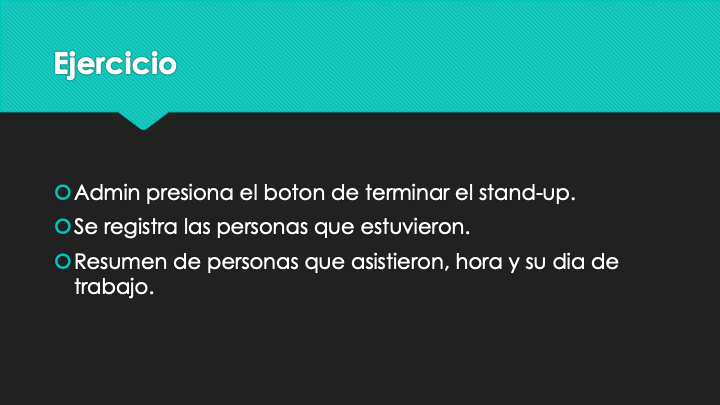 Ejercicio
Admin presiona el boton de terminar el stand-up.
Se registra las personas que estuvieron.
Resumen de personas que asistieron, hora y su dia de
trabajo.